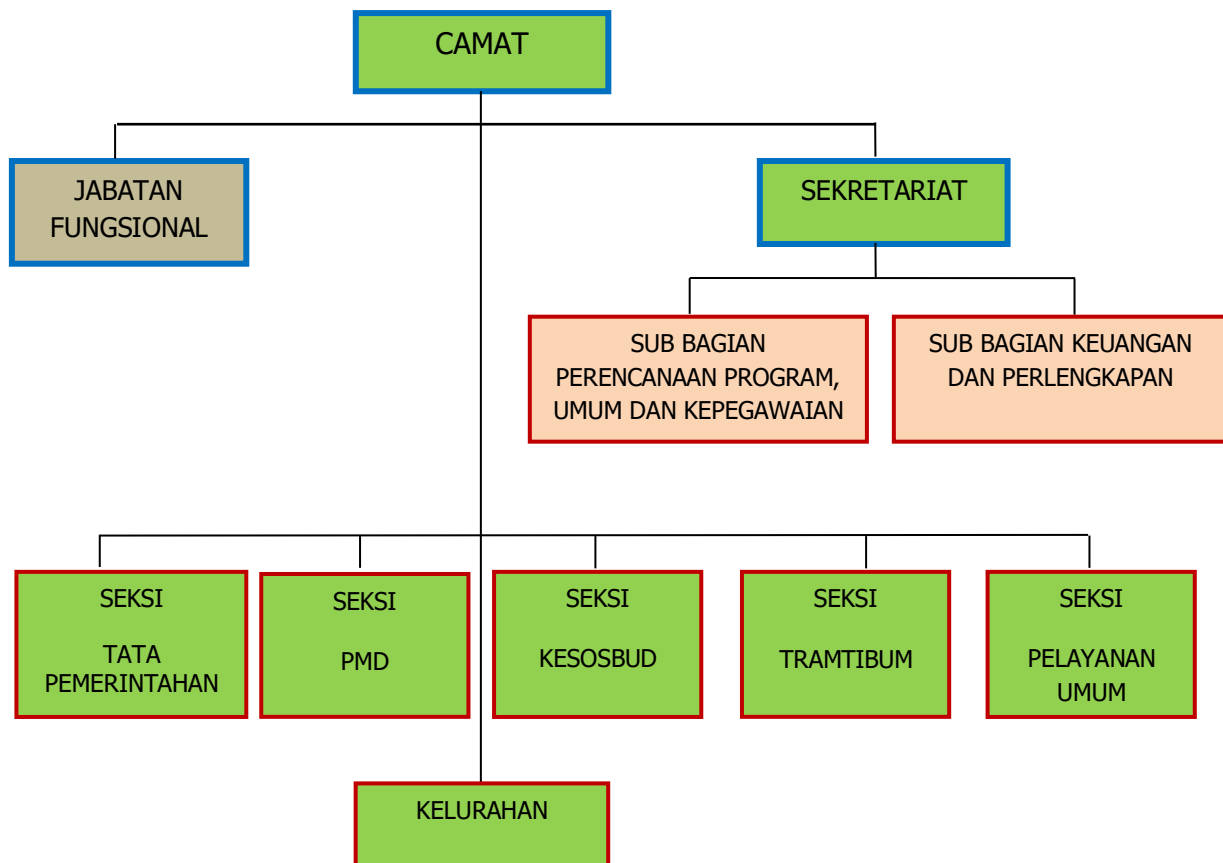 CAMAT
JABATAN
FUNGSIONAL
SEKRETARIAT
SUB BAGIAN
PERENCANAAN PROGRAM,
UMUM DAN KEPEGAWAIAN
SUB BAGIAN KEUANGAN
DAN PERLENGKAPAN
SEKSI
TATA
PEMERINTAHAN
SEKSI
PMD
SEKSI
KESOSBUD
SEKSI
TRAMTIBUM
SEKSI
PELAYANAN
UMUM
KELURAHAN